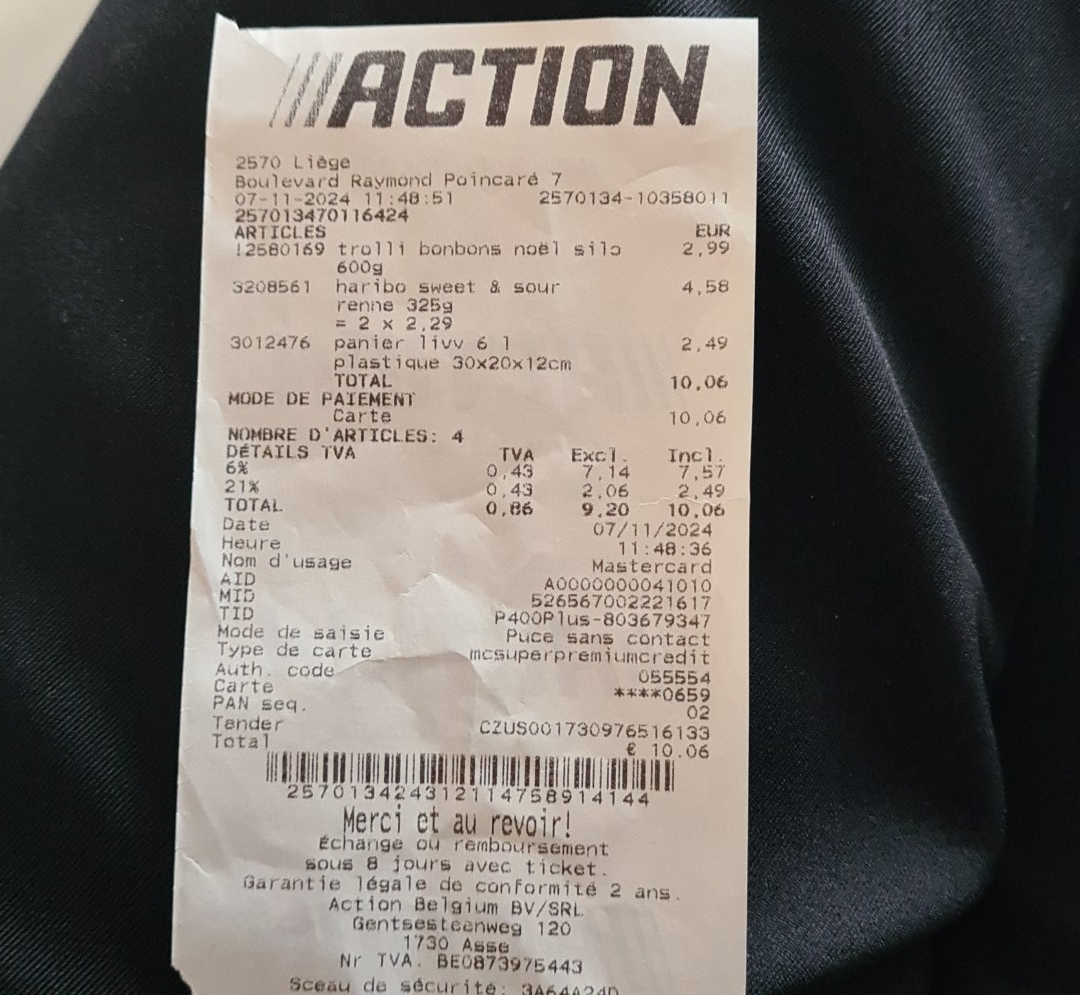 ACTION
2570 Liège
Boulevard Raymond Poincaré 7
07-11-2024 11:48:51 2570134-10358011
257013470116424
ARTICLES EUR
!2580169 trolli bonbons noël silo 2,99
600g
3208561 haribo sweet & sour 4,58
renne 325g
= 2 x 2,29
3012476 panier livv 6 l 2,49
plastique 30x20x12cm
TOTAL 10,06
MODE DE PAIEMENT
Carte 10,06
NOMBRE D'ARTICLES: 4
DÉTAILS TVA TVA Excl. Incl.
6% 0,43 7,14 7,57
21% 0,43 2,06 2,49
TOTAL 0,86 9,20 10,06
Date 07/11/2024
Heure 11:48:36
Nom d'usage Mastercard
AID A0000000041010
MID 526567002221617
TID P400Plus-803679347
Mode de saisie Puce sans contact
Type de carte mcsuperpremiumcredit
Auth. code 055554
Carte ****0659
PAN seq. 02
Tender CZUS001730976516133
Total € 10.06
257013424312114758914144
Merci et au revoir!
Échange ou remboursement
sous 8 jours avec ticket.
Garantie légale de conformité 2 ans.
Action Belgium BV/SRL
Gentsesteenweg 120
1730 Asse
Nr TVA. BE0873975443
Sceau de sécurité: 3A64A24D